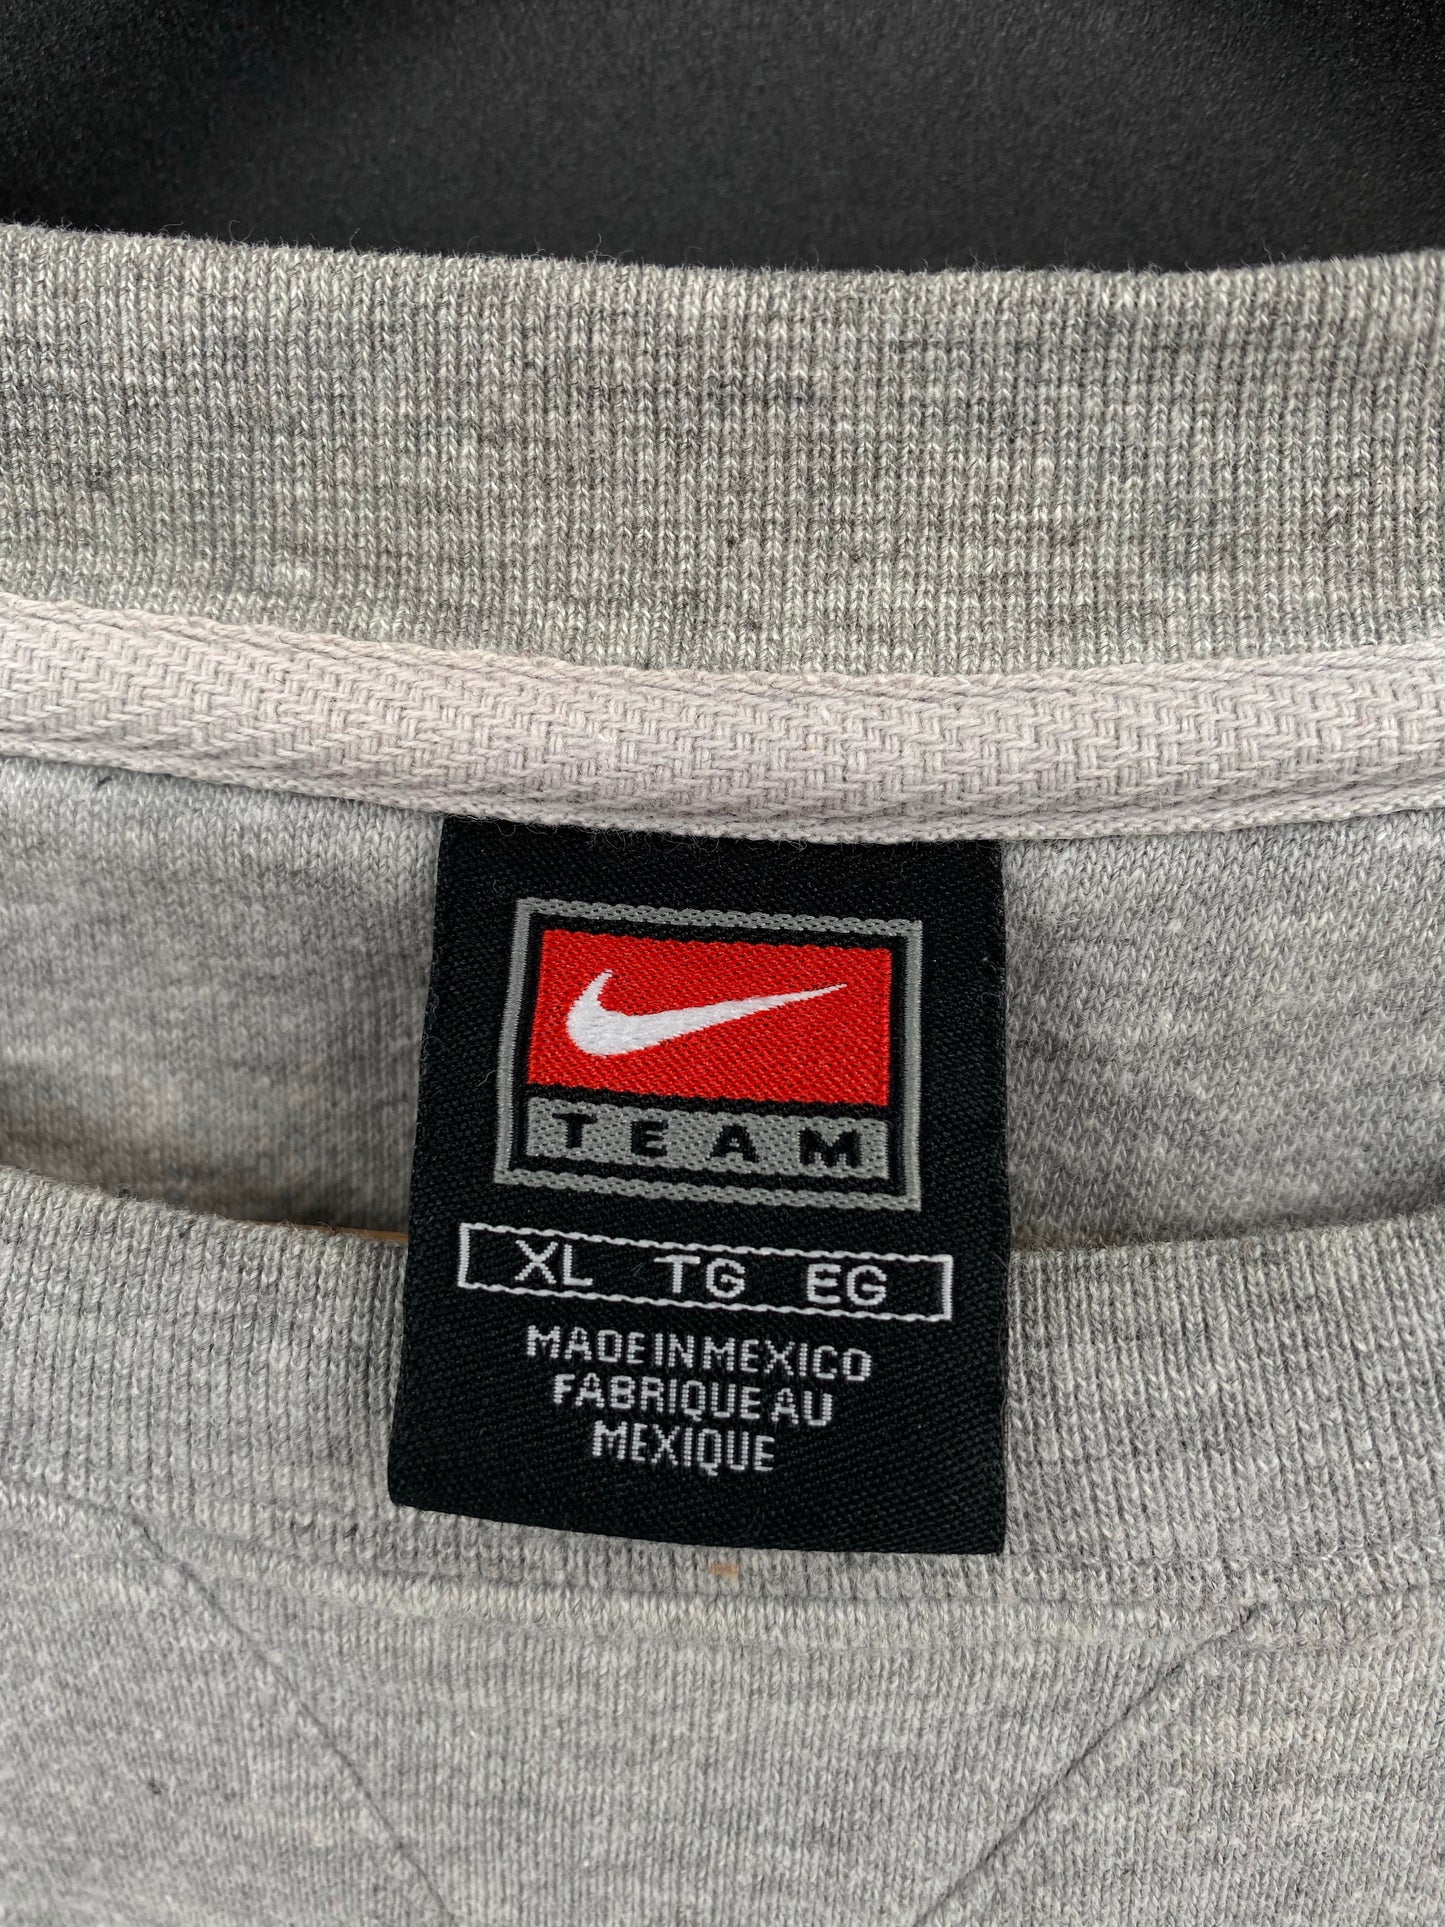 TEAM
XL TG EG
MADE IN MEXICO
FABRIQUE AU
MEXIQUE